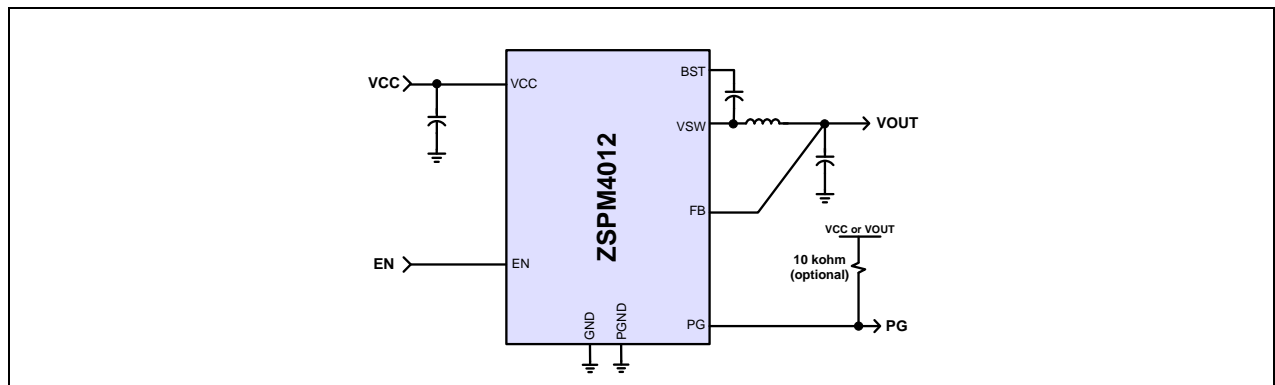 VCC
VCC
BST
VSW
VOUT
ZSPM4012
FB
VCC or VOUT
10 kohm
(optional)
EN
EN
GND
PGND
PG
PG